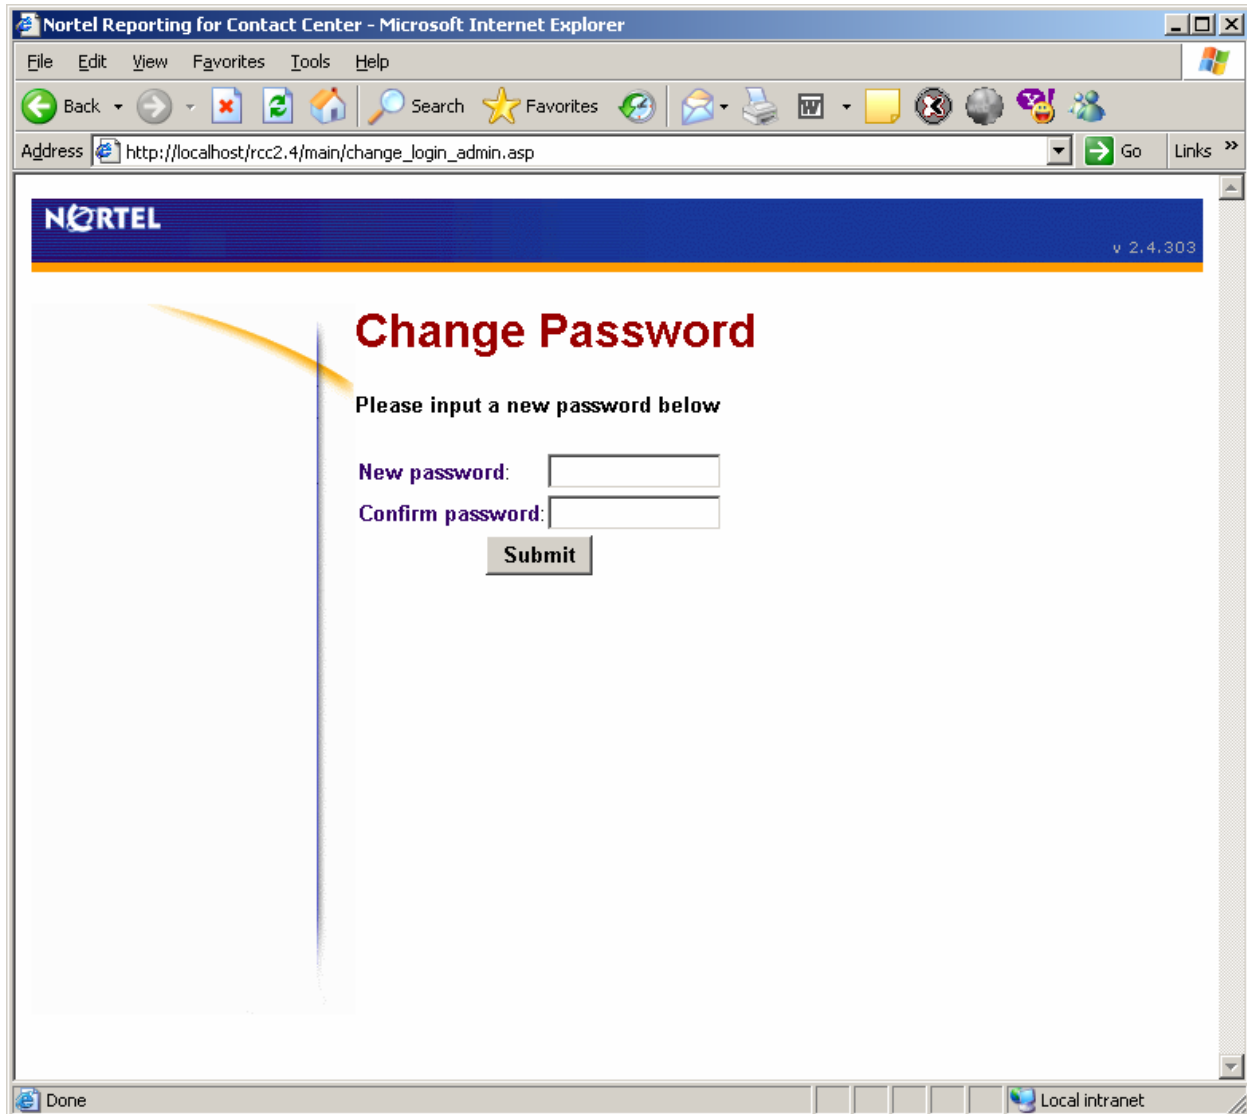 Nortel Reporting for Contact Center - Microsoft Internet Explorer
File Edit View Favorites Tools Help
Back Search Favorites
Address http://localhost/rcc2.4/main/change_login_admin.asp Go Links »
NORTEL
v 2.4.303
Change Password
Please input a new password below
New password:
Confirm password:
Submit
Done Local intranet